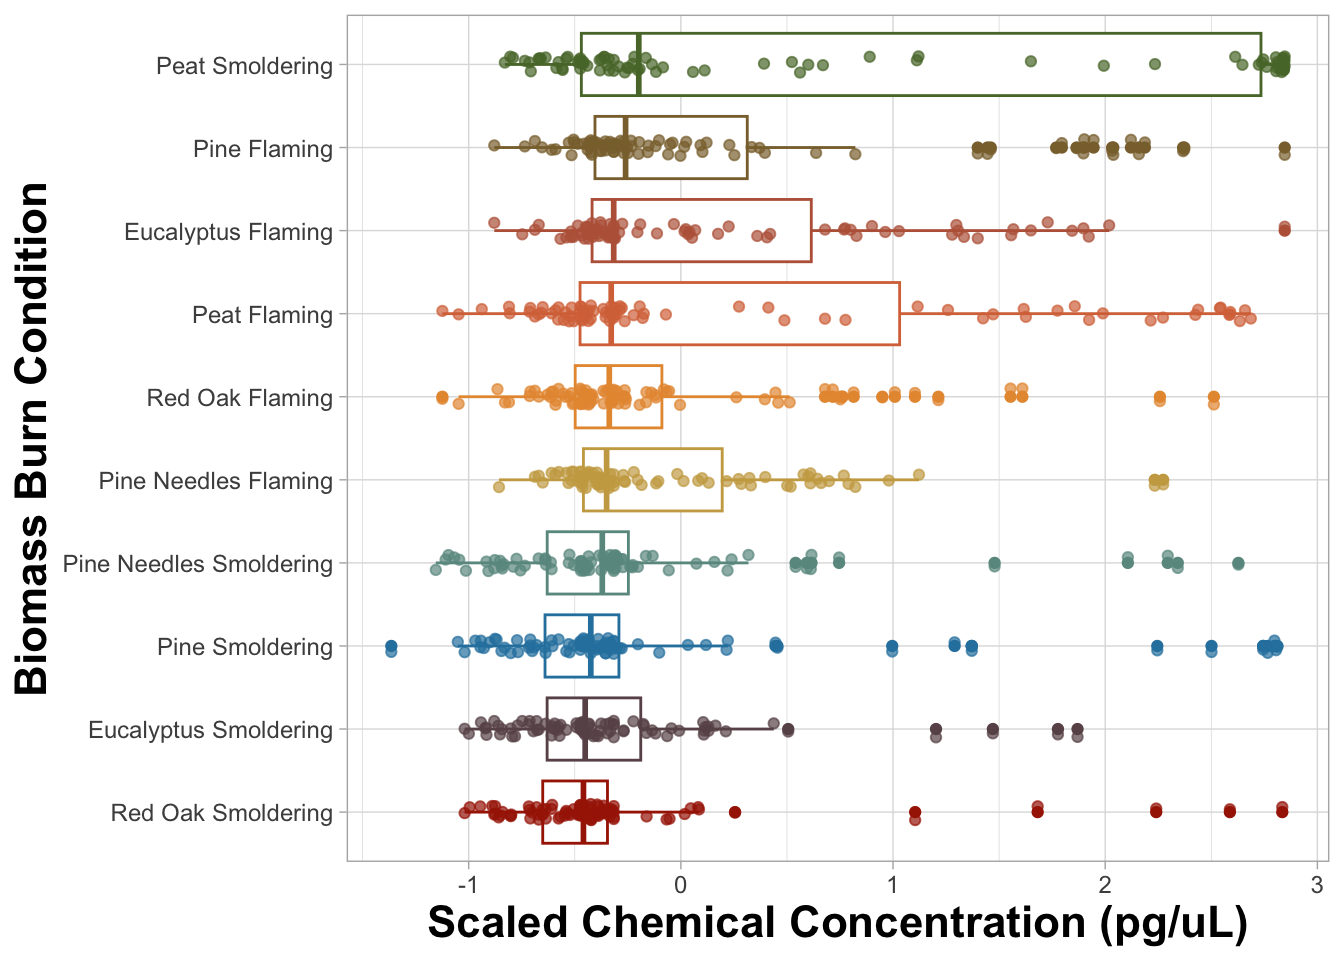 Biomass Burn Condition
Peat Smoldering
Pine Flaming
Eucalyptus Flaming
Peat Flaming
Red Oak Flaming
Pine Needles Flaming
Pine Needles Smoldering
Pine Smoldering
Eucalyptus Smoldering
Red Oak Smoldering
-1 0 1 2 3
Scaled Chemical Concentration (pg/uL)